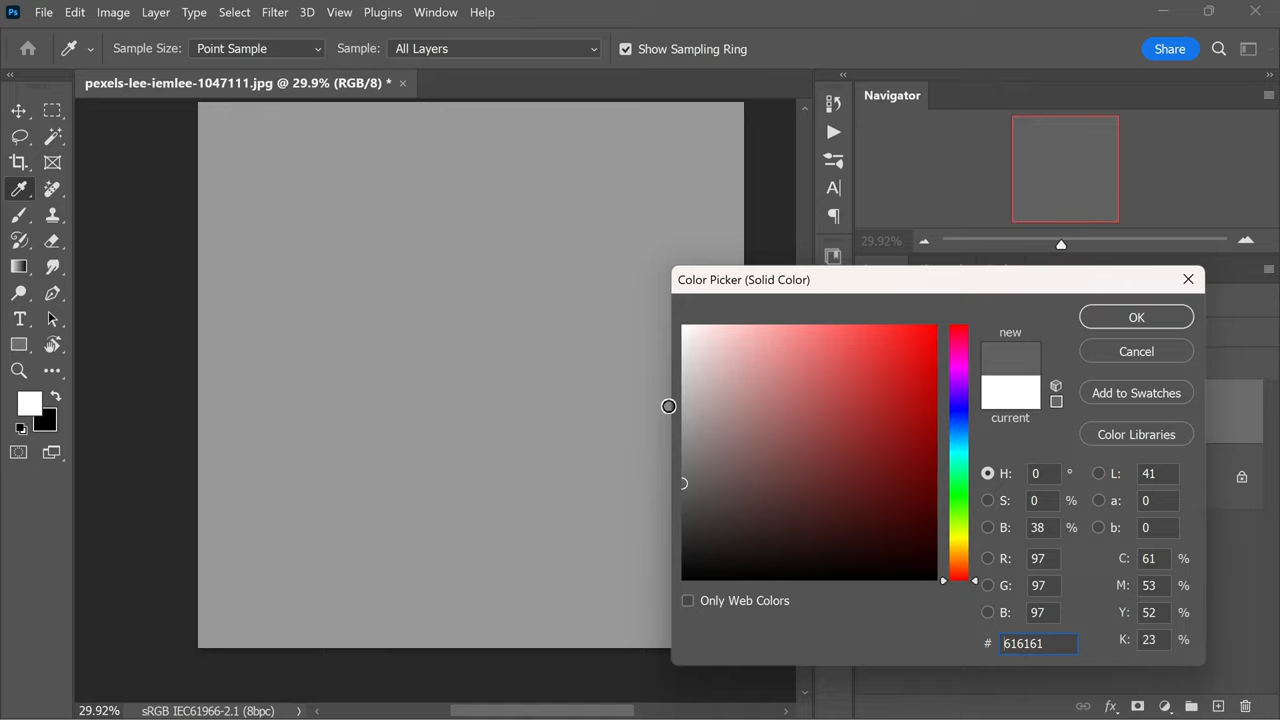 Ps File Edit Image Layer Type Select Filter 3D View Plugins Window Help
Sample Size: Point Sample Sample: All Layers Show Sampling Ring Share
pexels-lee-iemlee-1047111.jpg @ 29.9% (RGB/8) * ×
Navigator
29.92%
Color Picker (Solid Color)
new
current
OK
Cancel
Add to Swatches
Color Libraries
H: 0 ° L: 41
S: 0 % a: 0
B: 38 % b: 0
R: 97 C: 61 %
G: 97 M: 53 %
B: 97 Y: 52 %
# 616161 K: 23 %
Only Web Colors
29.92% sRGB IEC61966-2.1 (8bpc)